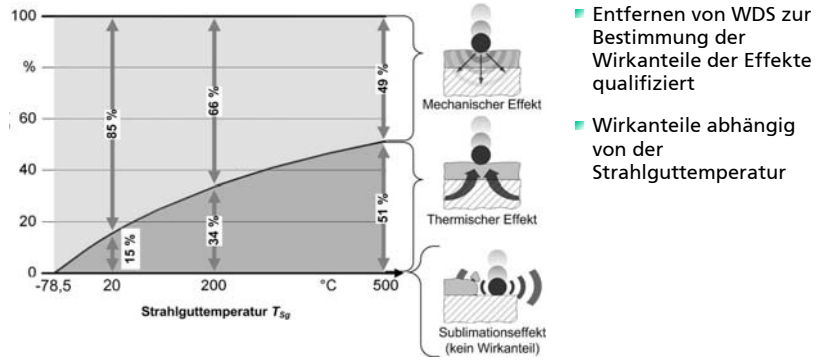 100
%
60
40
20
0
85 %
15 %
66 %
34 %
49 %
51 %
-78,5
20
200
°C
500
Strahlguttemperatur TSg
Mechanischer Effekt
Thermischer Effekt
Sublimationseffekt
(kein Wirkanteil)
Entfernen von WDS zur
Bestimmung der
Wirkanteile der Effekte
qualifiziert
Wirkanteile abhängig
von der
Strahlguttemperatur